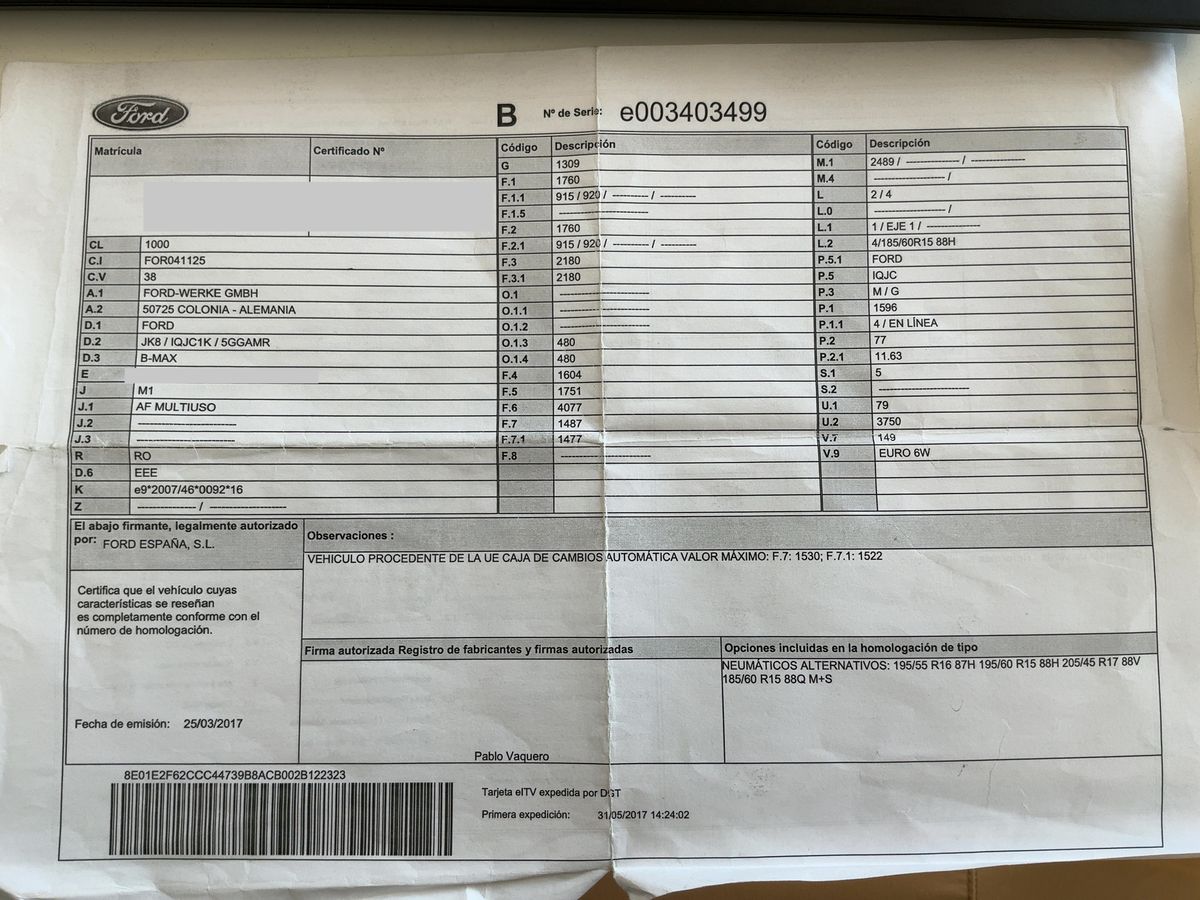 Ford
B Nº de Serie: e003403499
Matrícula
Certificado Nº
CL 1000
C.I FOR041125
C.V 38
A.1 FORD-WERKE GMBH
A.2 50725 COLONIA - ALEMANIA
D.1 FORD
D.2 JK8 / IQJC1K / 5GGAMR
D.3 B-MAX
E
J M1
J.1 AF MULTIUSO
J.2 ------------------------
J.3 ------------------------
R RO
D.6 EEE
K e9*2007/46*0092*16
Z --------------- / --------------------
Código Descripción
G 1309
F.1 1760
F.1.1 915 / 920 / ---------- / ----------
F.1.5 ------------------------
F.2 1760
F.2.1 915 / 920 / ---------- / ----------
F.3 2180
F.3.1 2180
O.1 ------------------------
O.1.1 ------------------------
O.1.2 ------------------------
O.1.3 480
O.1.4 480
F.4 1604
F.5 1751
F.6 4077
F.7 1487
F.7.1 1477
F.8 ------------------------
Código Descripción
M.1 2489 / --------------- / ---------------
M.4 -------------------- /
L 2 / 4
L.0 -------------------- /
L.1 1 / EJE 1 / ---------------
L.2 4/185/60R15 88H
P.5.1 FORD
P.5 IQJC
P.3 M / G
P.1 1596
P.1.1 4 / EN LÍNEA
P.2 77
P.2.1 11.63
S.1 5
S.2 ------------------------
U.1 79
U.2 3750
V.7 149
V.9 EURO 6W
El abajo firmante, legalmente autorizado
por: FORD ESPAÑA, S.L.
Certifica que el vehículo cuyas
características se reseñan
es completamente conforme con el
número de homologación.
Fecha de emisión: 25/03/2017
Observaciones :
VEHICULO PROCEDENTE DE LA UE CAJA DE CAMBIOS AUTOMÁTICA VALOR MÁXIMO: F.7: 1530; F.7.1: 1522
Firma autorizada Registro de fabricantes y firmas autorizadas
Pablo Vaquero
Opciones incluidas en la homologación de tipo
NEUMÁTICOS ALTERNATIVOS: 195/55 R16 87H 195/60 R15 88H 205/45 R17 88V
185/60 R15 88Q M+S
8E01E2F62CCC44739B8ACB002B122323
Tarjeta eITV expedida por DGT
Primera expedición: 31/05/2017 14:24:02